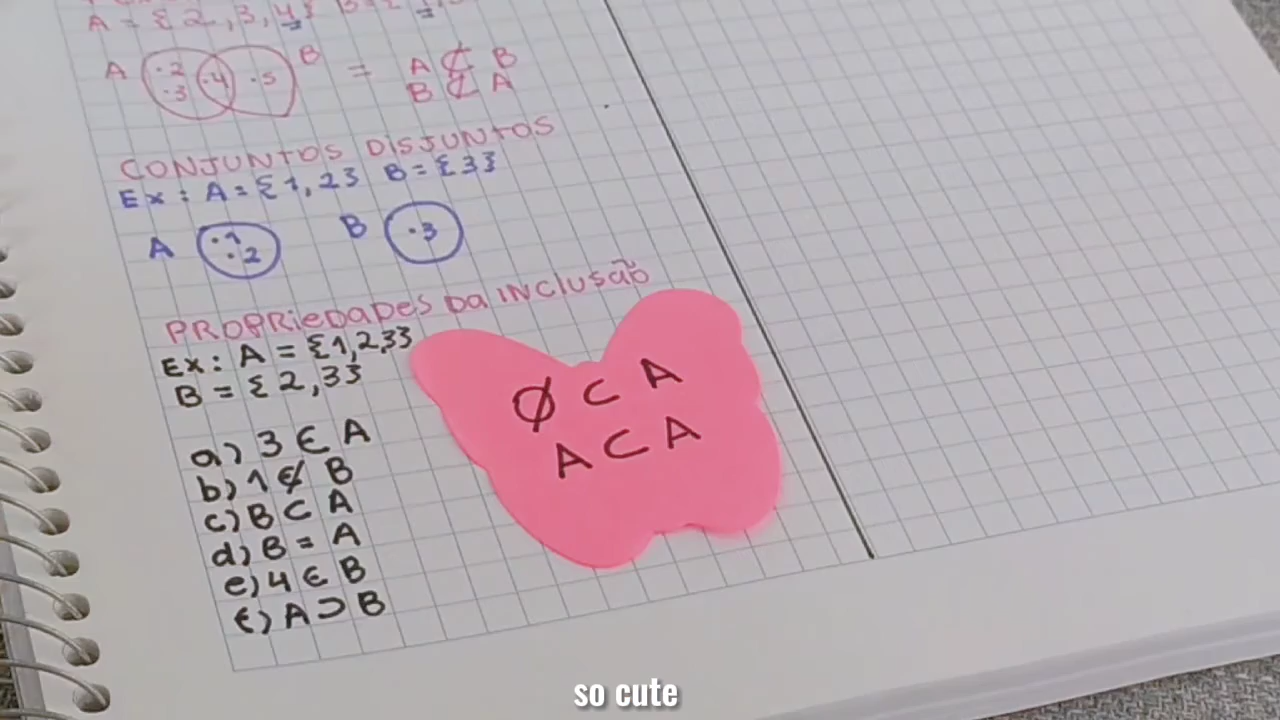 A = {2,3,4}
A .2 .3 .4 .5 B = A ⊄ B
B ⊄ A
CONJUNTOS DISJUNTOS
Ex: A={1,2} B={3}
A .1 .2 B .3
PROPRIEDADES DA INCLUSÃO
Ex: A = {1,2,3}
B = {2,3}
a) 3 ∈ A
b) 1 ∉ B
c) B ⊂ A
d) B = A
e) 4 ∈ B
f) A ⊃ B
∅ ⊂ A
A ⊂ A
so cute